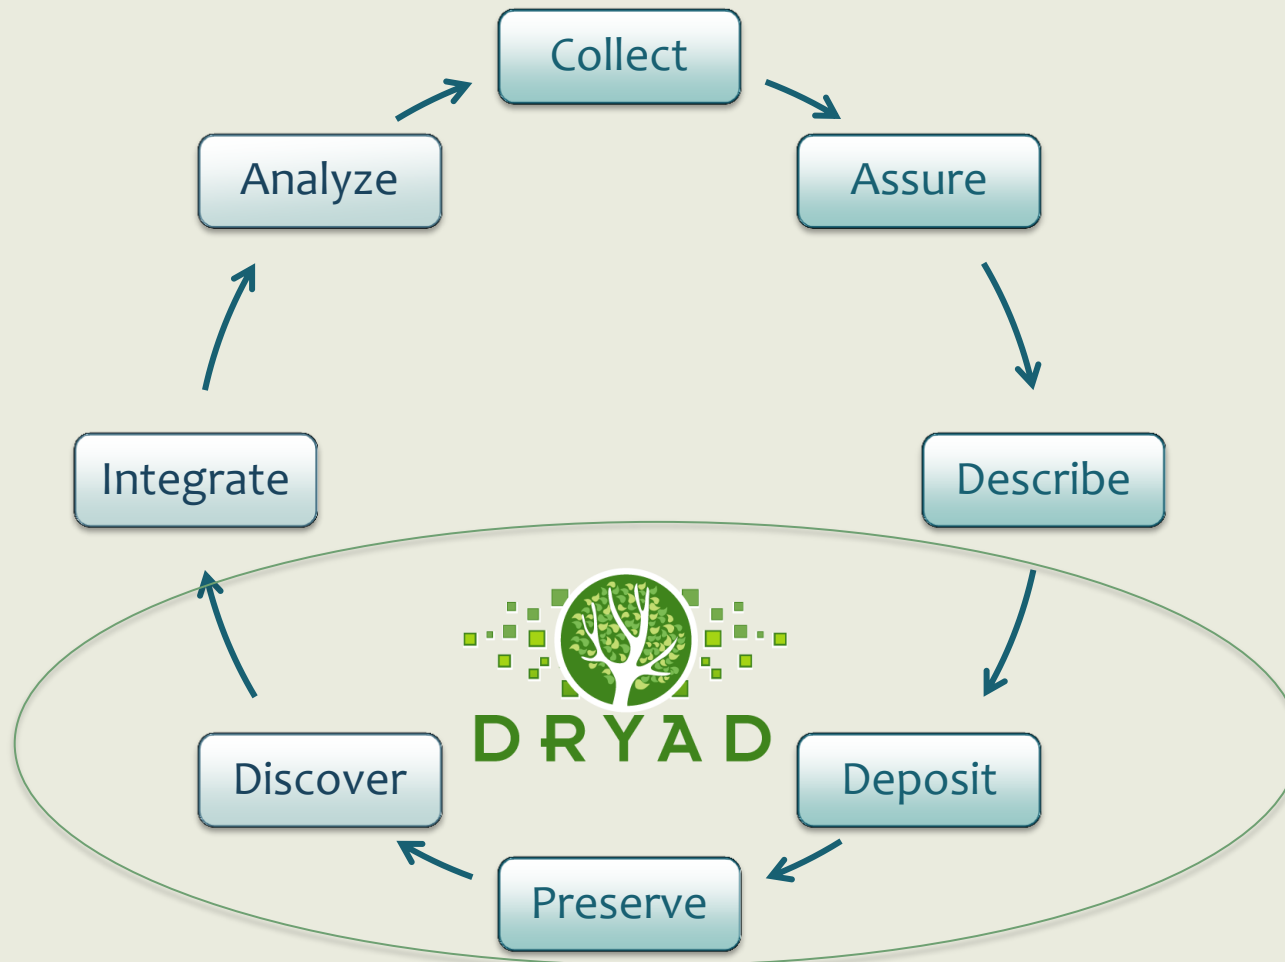 Collect
Analyze
Assure
Integrate
Describe
DRYAD
Discover
Deposit
Preserve